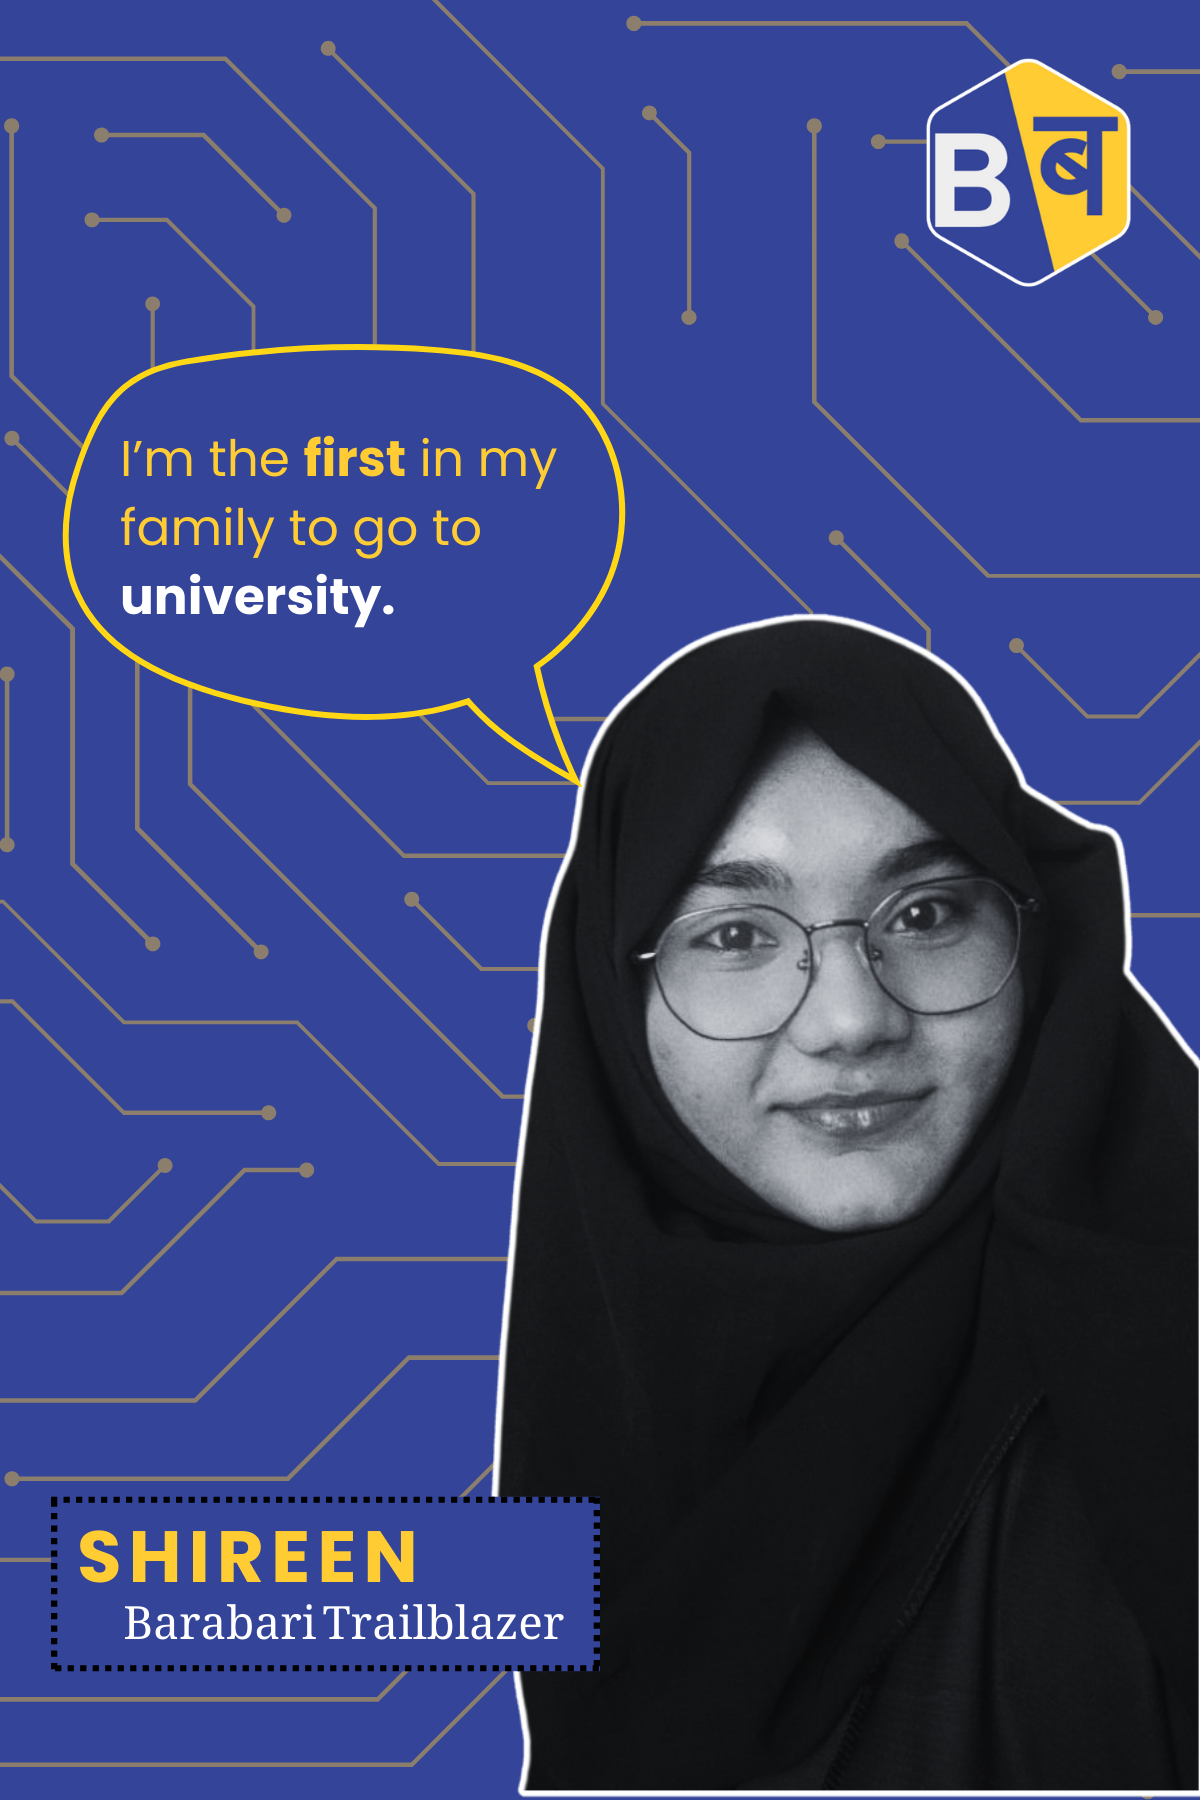 B ब
I’m the first in my
family to go to
university.
SHIREEN
Barabari Trailblazer